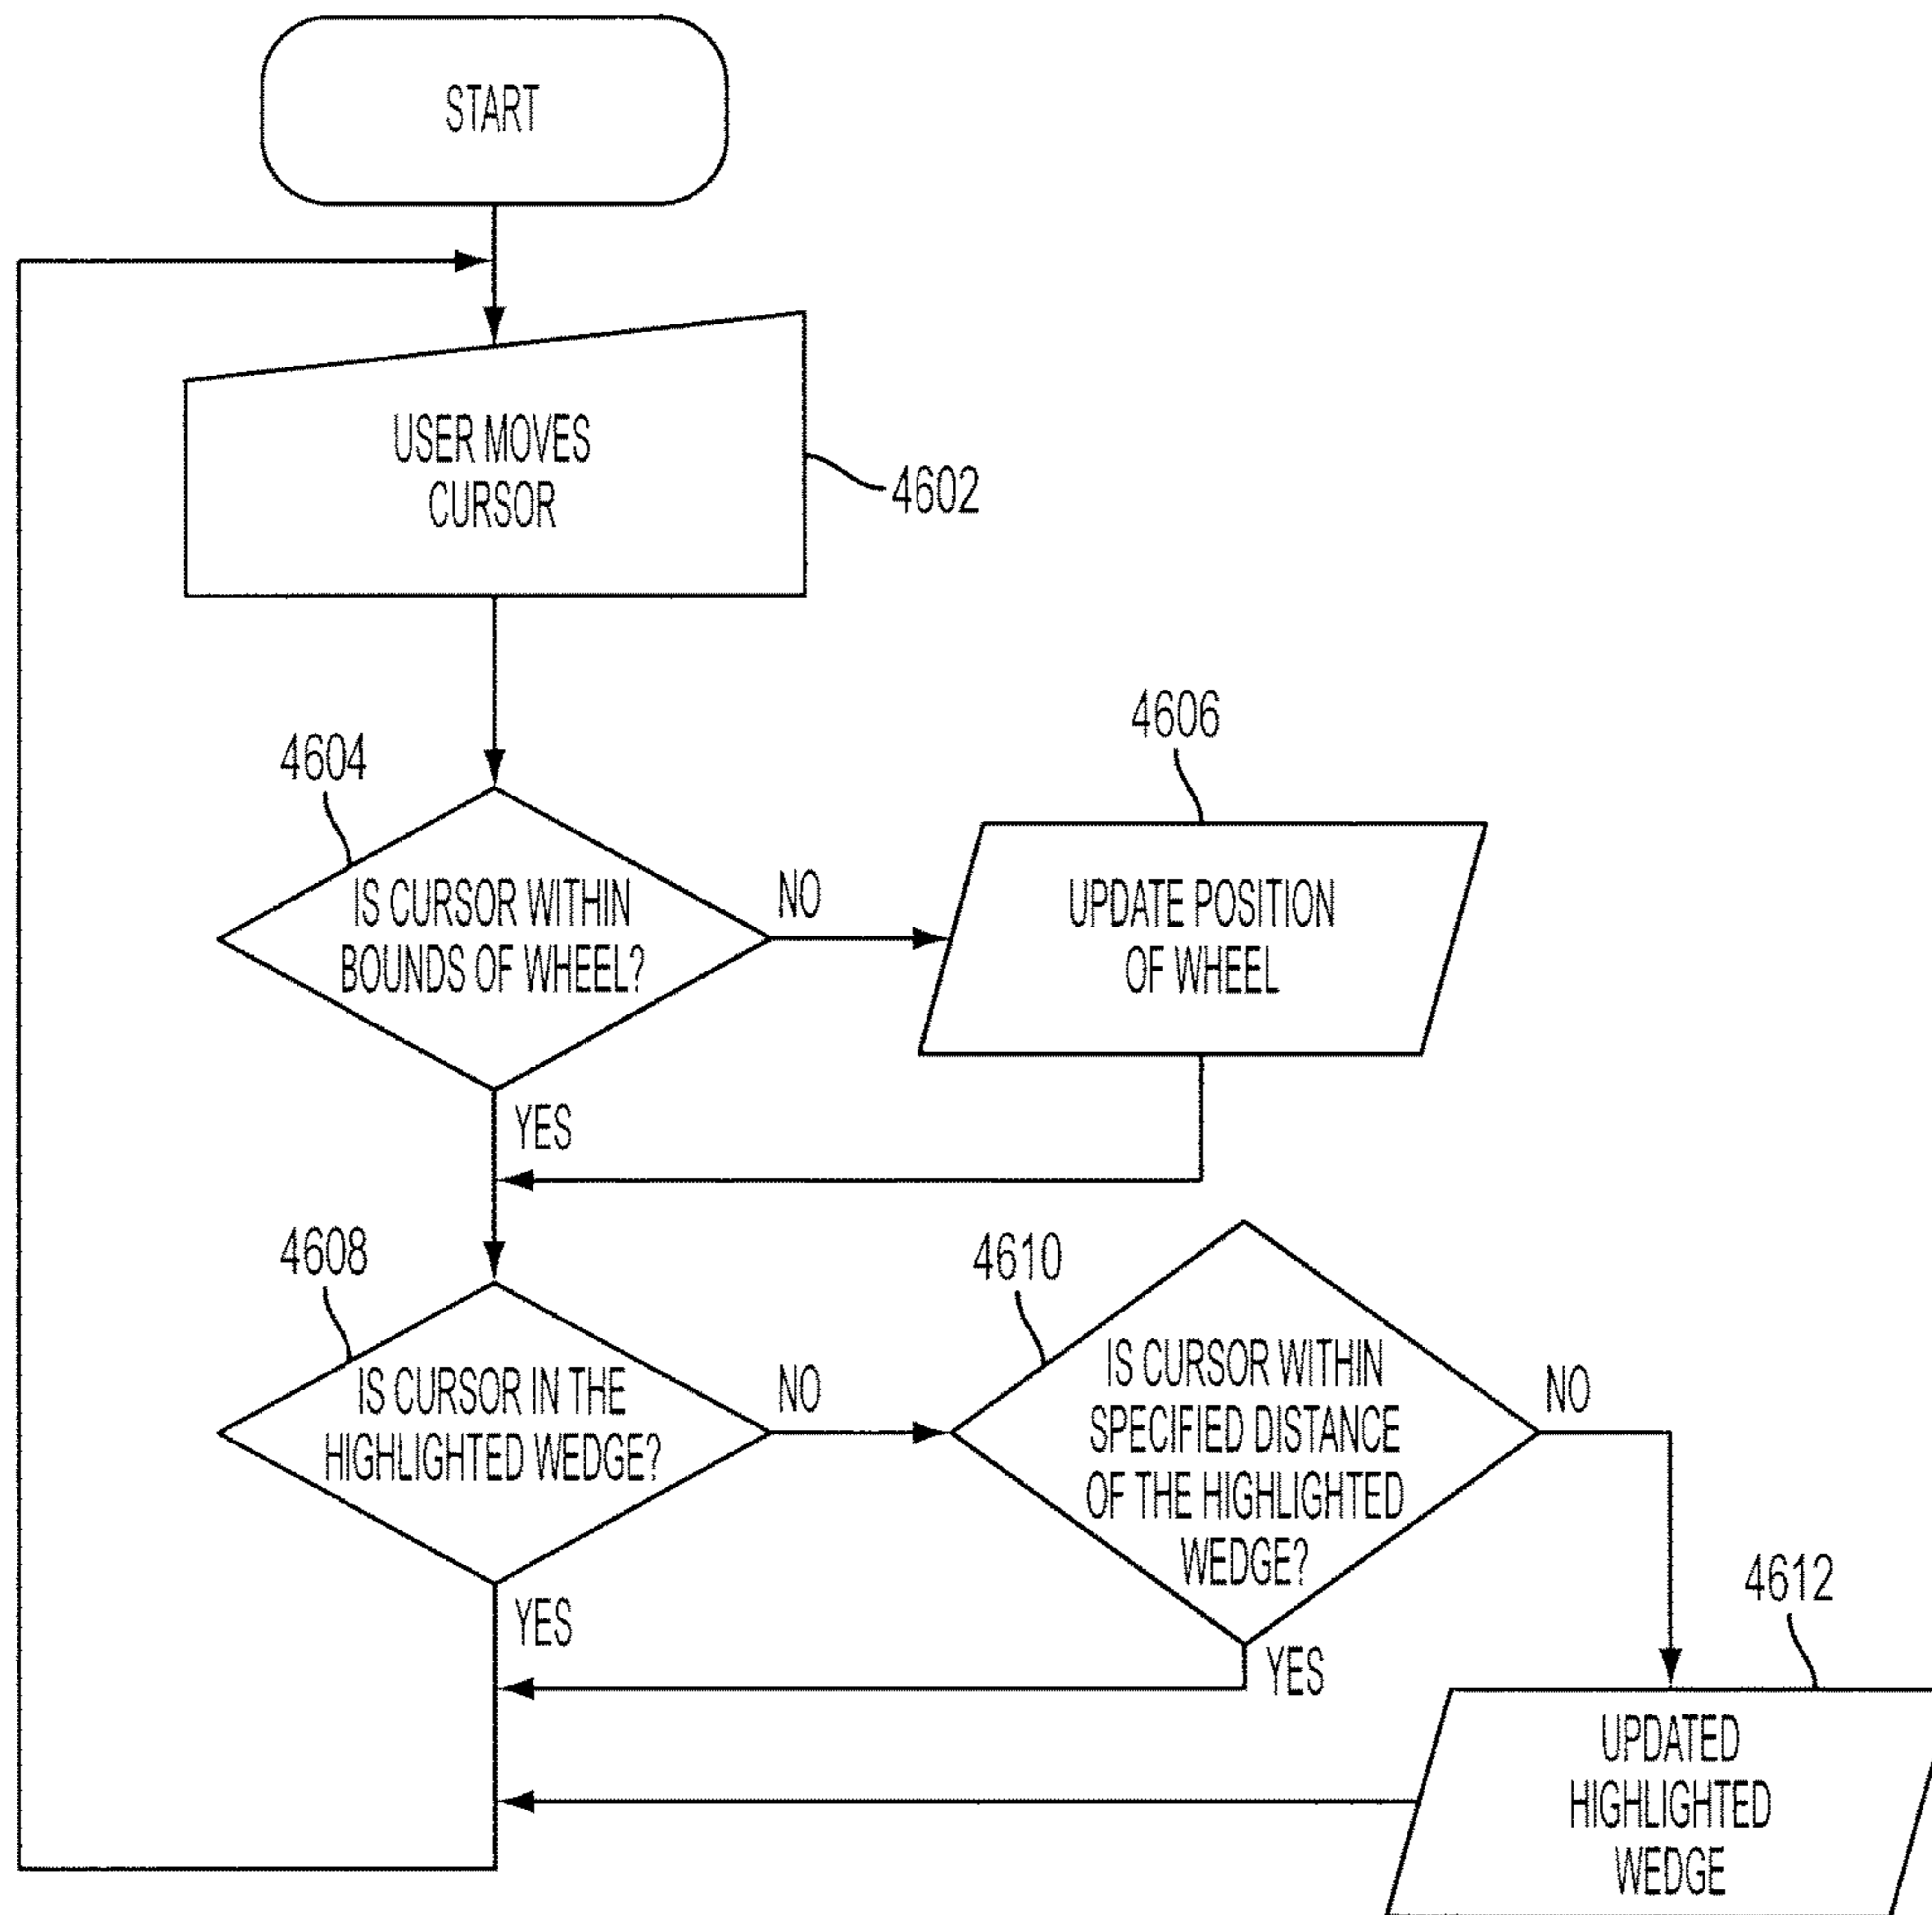 START
USER MOVES
CURSOR
4602
4604
IS CURSOR WITHIN
BOUNDS OF WHEEL?
NO
YES
4606
UPDATE POSITION
OF WHEEL
4608
IS CURSOR IN THE
HIGHLIGHTED WEDGE?
NO
YES
4610
IS CURSOR WITHIN
SPECIFIED DISTANCE
OF THE HIGHLIGHTED
WEDGE?
NO
YES
4612
UPDATED
HIGHLIGHTED
WEDGE